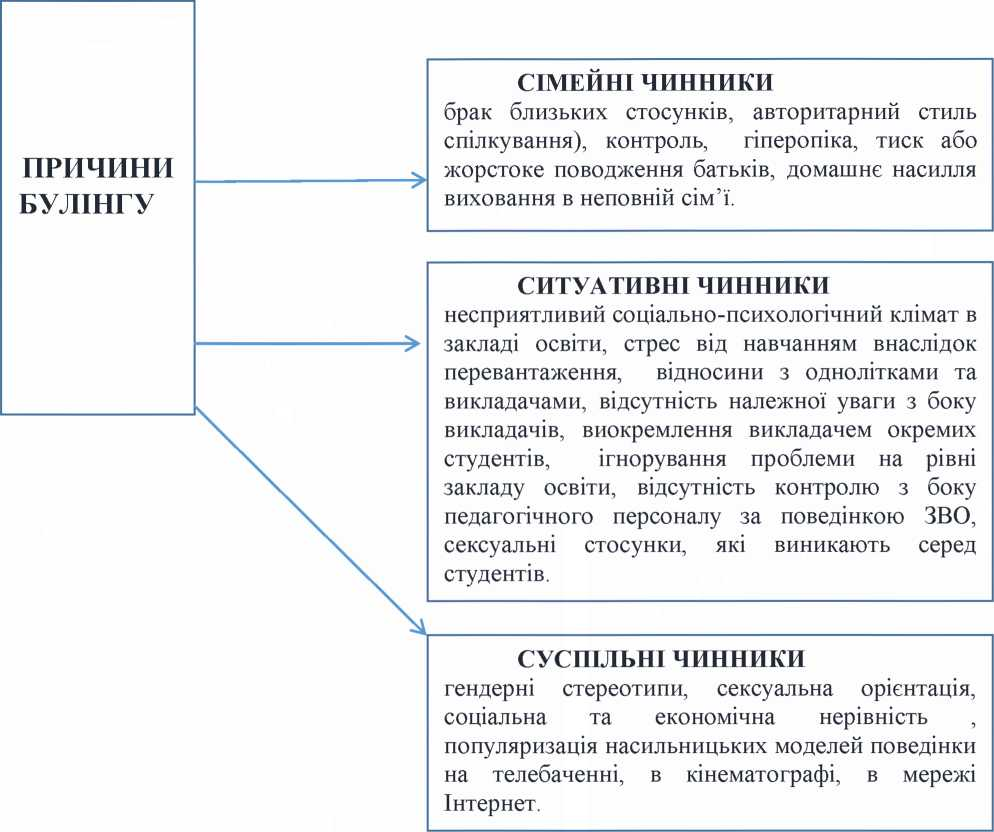 ПРИЧИНИ
БУЛІНГУ
СІМЕЙНІ ЧИННИКИ
брак близьких стосунків, авторитарний стиль
спілкування), контроль, гіперопіка, тиск або
жорстоке поводження батьків, домашнє насилля
виховання в неповній сім’ї.
СИТУАТИВНІ ЧИННИКИ
несприятливий соціально-психологічний клімат в
закладі освіти, стрес від навчанням внаслідок
перевантаження, відносини з однолітками та
викладачами, відсутність належної уваги з боку
викладачів, виокремлення викладачем окремих
студентів, ігнорування проблеми на рівні
закладу освіти, відсутність контролю з боку
педагогічного персоналу за поведінкою ЗВО,
сексуальні стосунки, які виникають серед
студентів.
СУСПІЛЬНІ ЧИННИКИ
гендерні стереотипи, сексуальна орієнтація,
соціальна та економічна нерівність ,
популяризація насильницьких моделей поведінки
на телебаченні, в кінематографі, в мережі
Інтернет.